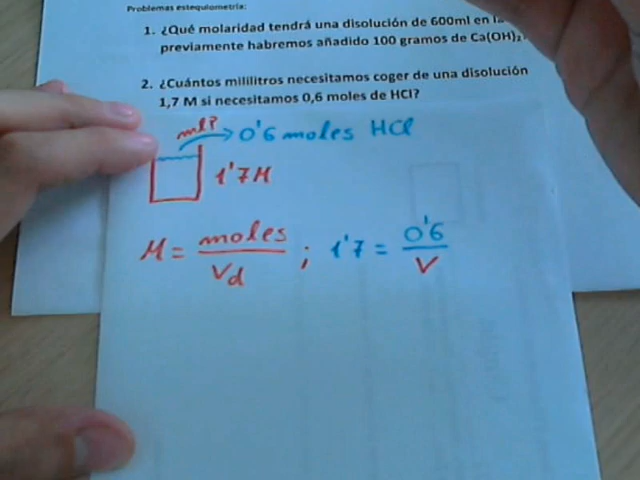 Problemas estequiometría:
1. ¿Qué molaridad tendrá una disolución de 600ml en
previamente habremos añadido 100 gramos de Ca(OH)₂
2. ¿Cuántos mililitros necesitamos coger de una disolución
1,7 M si necesitamos 0,6 moles de HCl?
ml? 0'6 moles HCl
1'7M
M = moles / Vd ; 1'7 = 0'6 / V